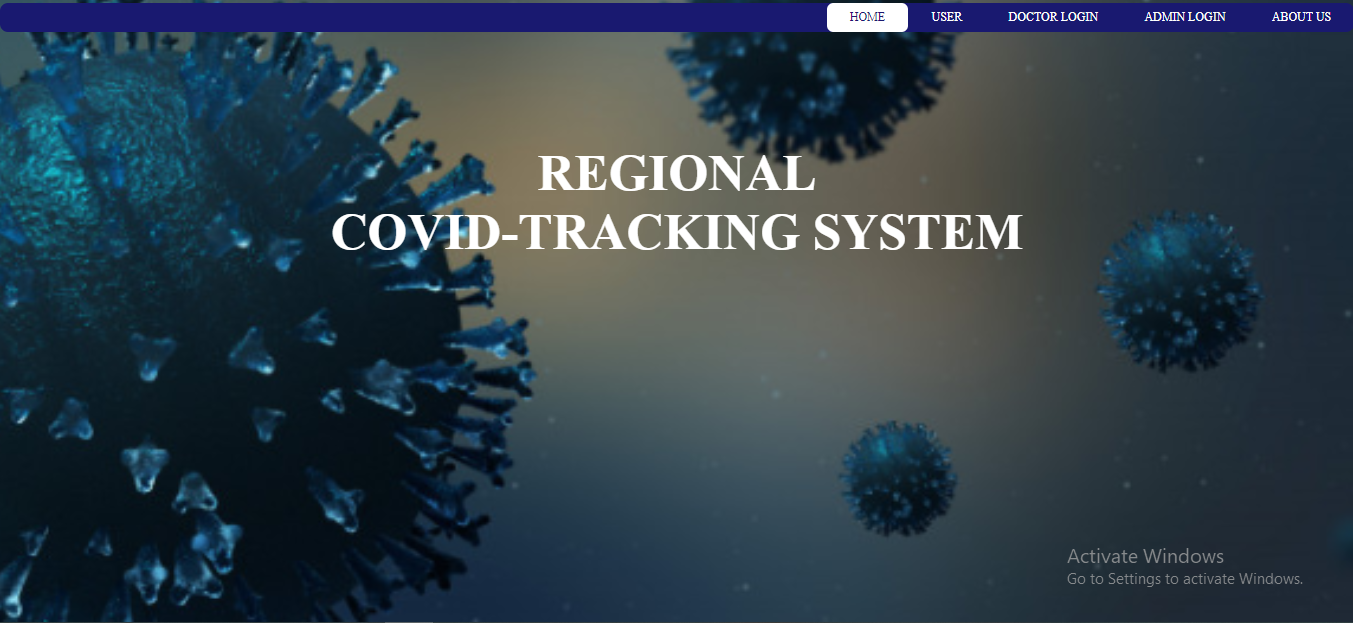 HOME USER DOCTOR LOGIN ADMIN LOGIN ABOUT US
REGIONAL
COVID-TRACKING SYSTEM
Activate Windows
Go to Settings to activate Windows.